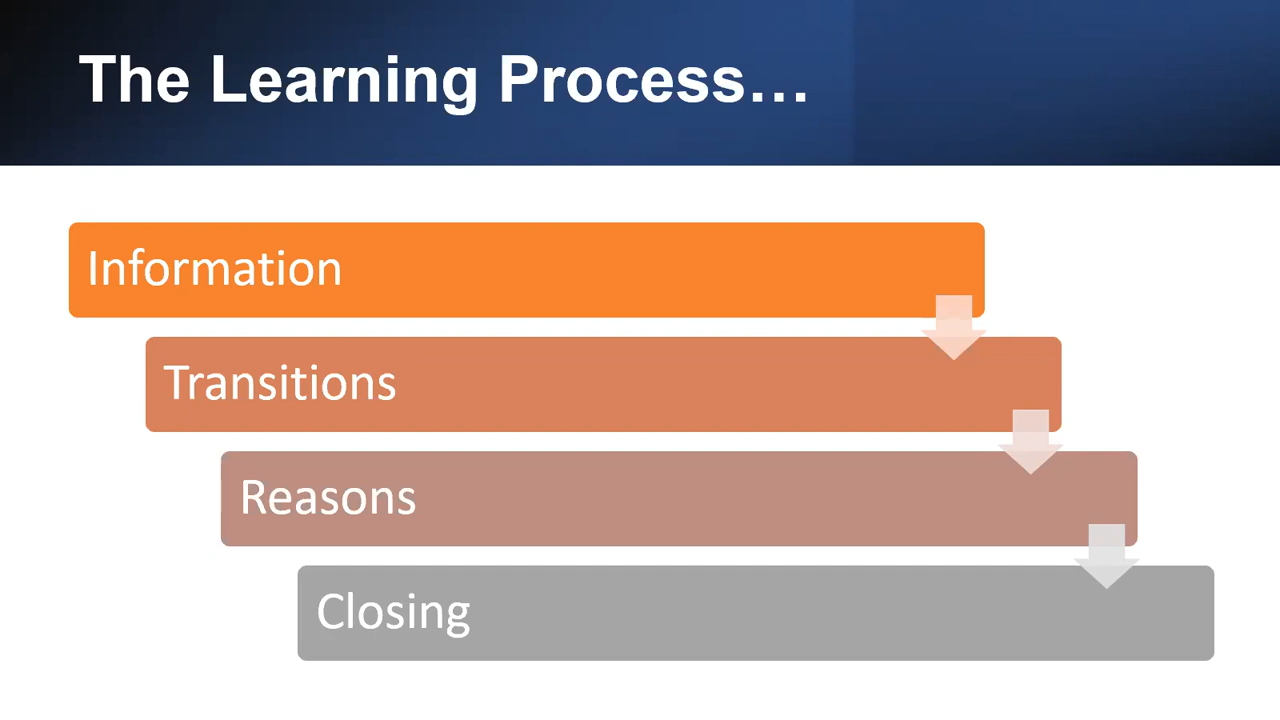 The Learning Process…
Information
Transitions
Reasons
Closing